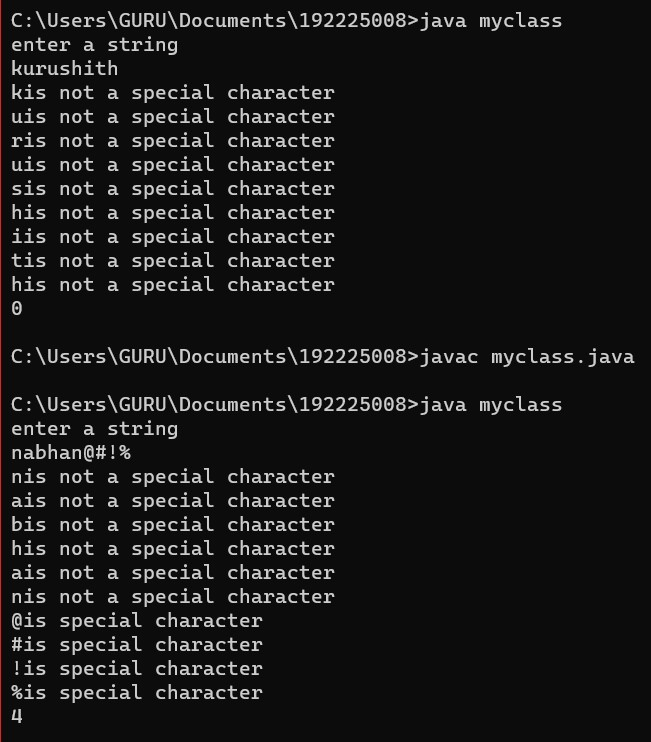 C:\Users\GURU\Documents\192225008>java myclass
enter a string
kurushith
kis not a special character
uis not a special character
ris not a special character
uis not a special character
sis not a special character
his not a special character
iis not a special character
tis not a special character
his not a special character
0
C:\Users\GURU\Documents\192225008>javac myclass.java
C:\Users\GURU\Documents\192225008>java myclass
enter a string
nabhan@#!%
nis not a special character
ais not a special character
bis not a special character
his not a special character
ais not a special character
nis not a special character
@is special character
#is special character
!is special character
%is special character
4